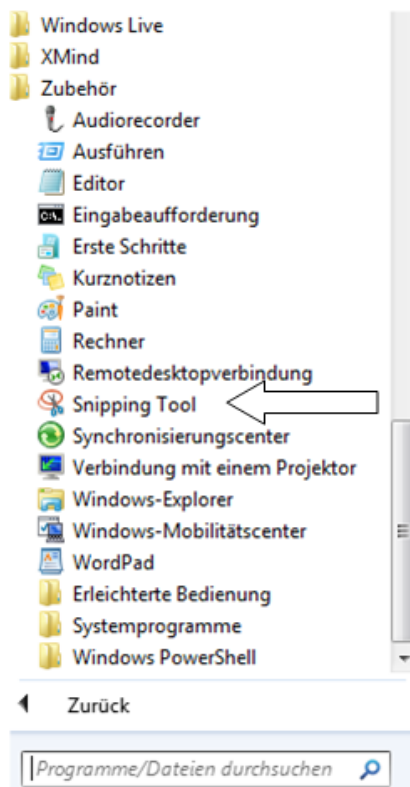 Windows Live
XMind
Zubehör
Audiorecorder
Ausführen
Editor
Eingabeaufforderung
Erste Schritte
Kurznotizen
Paint
Rechner
Remotedesktopverbindung
Snipping Tool
Synchronisierungscenter
Verbindung mit einem Projektor
Windows-Explorer
Windows-Mobilitätscenter
WordPad
Erleichterte Bedienung
Systemprogramme
Windows PowerShell
Zurück
Programme/Dateien durchsuchen